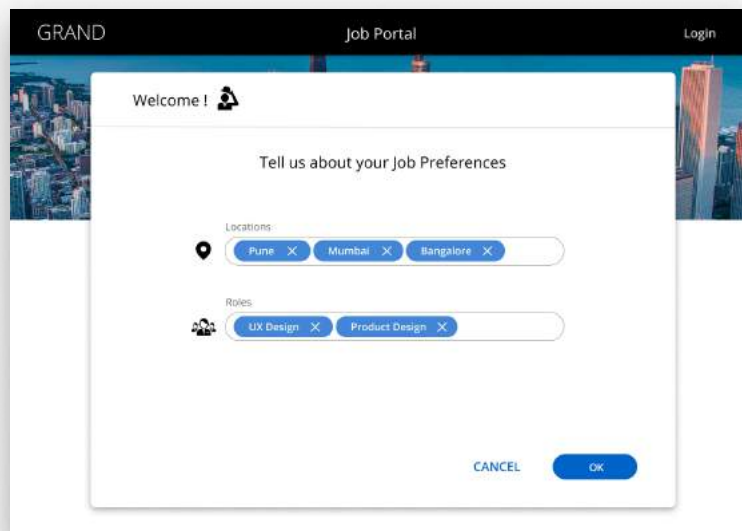 GRAND Job Portal Login
Welcome !
Tell us about your Job Preferences
Locations
Pune Mumbai Bangalore
Roles
UX Design Product Design
CANCEL OK